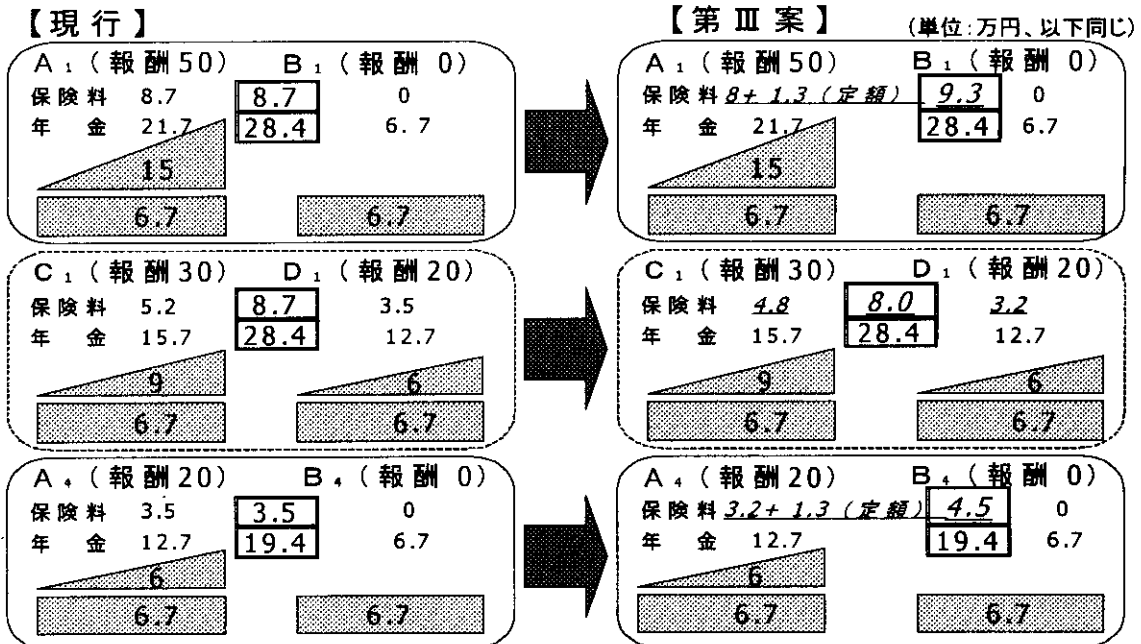 【現行】
【第Ⅲ案】
(単位:万円、以下同じ)
A₁(報酬50) B₁(報酬 0)
保険料 8.7 8.7 0
年金 21.7 28.4 6.7
15
6.7 6.7
A₁(報酬50) B₁(報酬 0)
保険料 8+1.3(定額) 9.3 0
年金 21.7 28.4 6.7
15
6.7 6.7
C₁(報酬30) D₁(報酬20)
保険料 5.2 8.7 3.5
年金 15.7 28.4 12.7
9 6
6.7 6.7
C₁(報酬30) D₁(報酬20)
保険料 4.8 8.0 3.2
年金 15.7 28.4 12.7
9 6
6.7 6.7
A₄(報酬20) B₄(報酬 0)
保険料 3.5 3.5 0
年金 12.7 19.4 6.7
6
6.7 6.7
A₄(報酬20) B₄(報酬 0)
保険料 3.2+1.3(定額) 4.5 0
年金 12.7 19.4 6.7
6
6.7 6.7